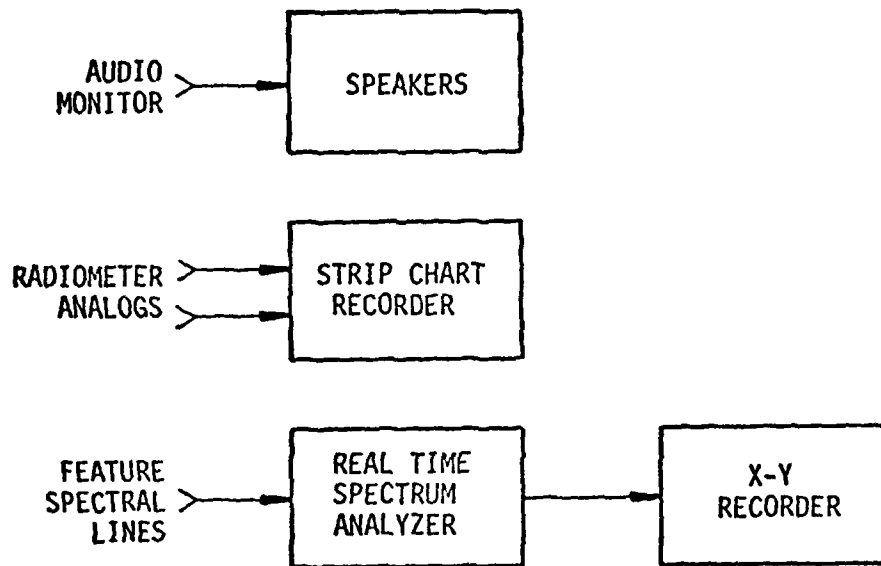 AUDIO
MONITOR
SPEAKERS
RADIOMETER
ANALOGS
STRIP CHART
RECORDER
FEATURE
SPECTRAL
LINES
REAL TIME
SPECTRUM
ANALYZER
X-Y
RECORDER